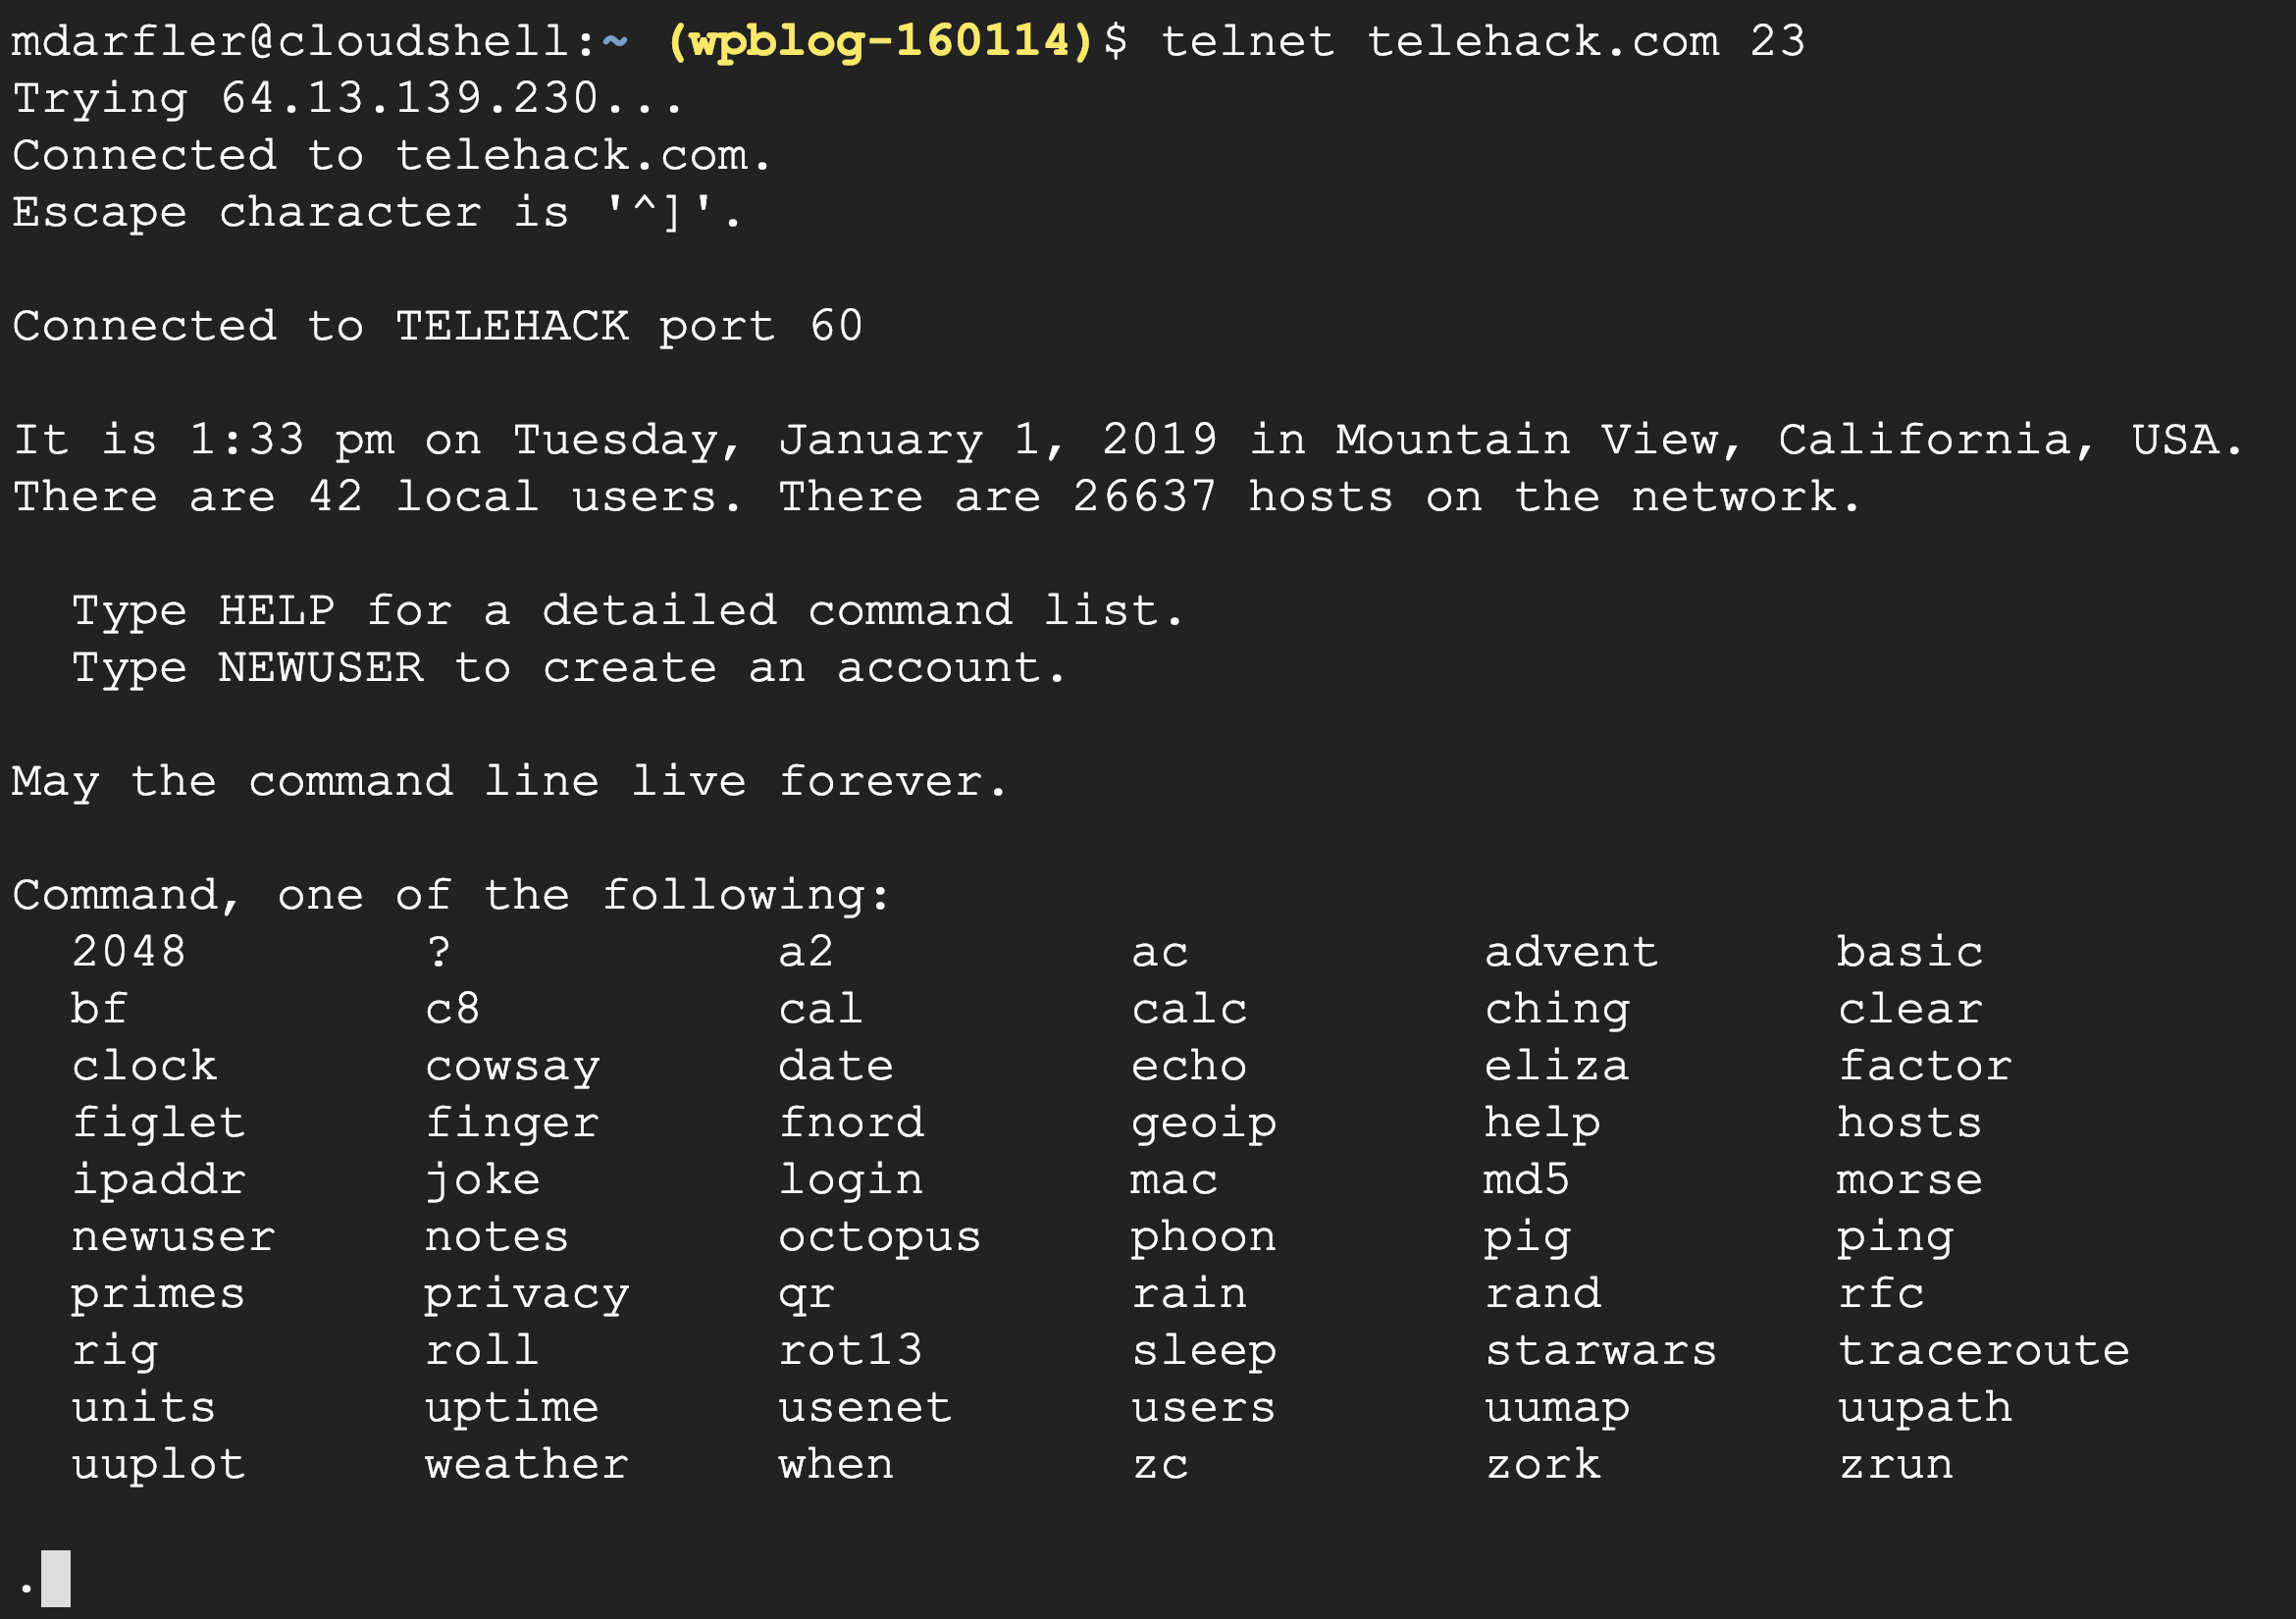 mdarfler@cloudshell:~ (wpblog-160114)$ telnet telehack.com 23
Trying 64.13.139.230...
Connected to telehack.com.
Escape character is '^]'.
Connected to TELEHACK port 60
It is 1:33 pm on Tuesday, January 1, 2019 in Mountain View, California, USA.
There are 42 local users. There are 26637 hosts on the network.
Type HELP for a detailed command list.
Type NEWUSER to create an account.
May the command line live forever.
Command, one of the following:
2048 ? a2 ac advent basic
bf c8 cal calc ching clear
clock cowsay date echo eliza factor
figlet finger fnord geoip help hosts
ipaddr joke login mac md5 morse
newuser notes octopus phoon pig ping
primes privacy qr rain rand rfc
rig roll rot13 sleep starwars traceroute
units uptime usenet users uumap uupath
uuplot weather when zc zork zrun
.